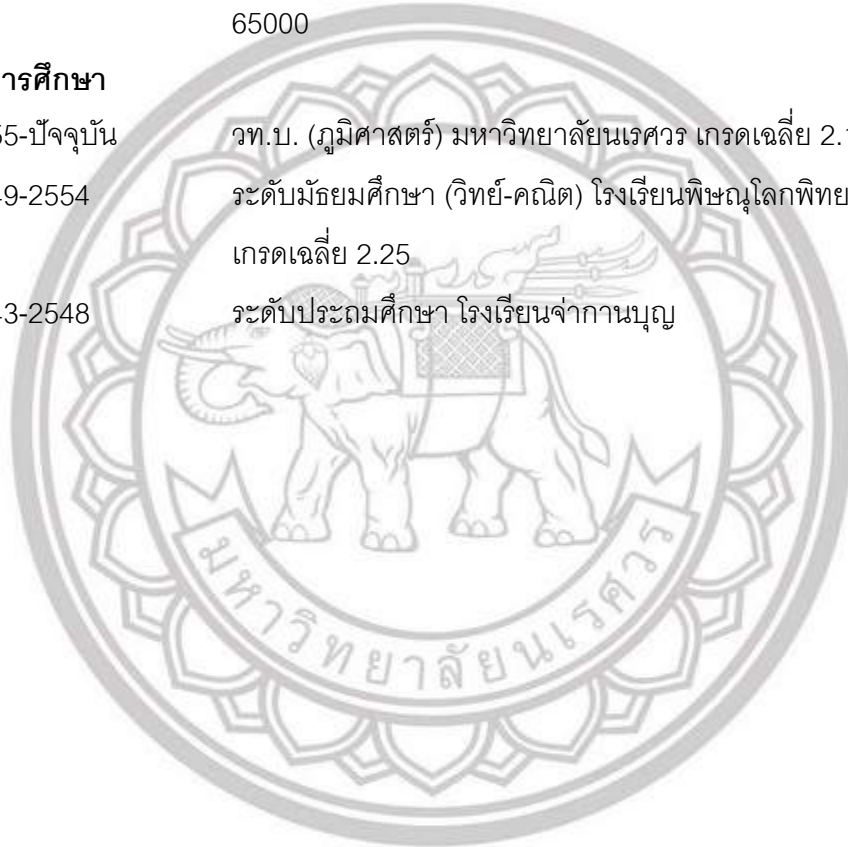 65000
ารศึกษา
55-ปัจจุบัน วท.บ. (ภูมิศาสตร์) มหาวิทยาลัยนเรศวร เกรดเฉลี่ย 2.
49-2554 ระดับมัธยมศึกษา (วิทย์-คณิต) โรงเรียนพิษณุโลกพิทย
เกรดเฉลี่ย 2.25
43-2548 ระดับประถมศึกษา โรงเรียนจ่าการบุญ
มหาวิทยาลัยนเรศวร